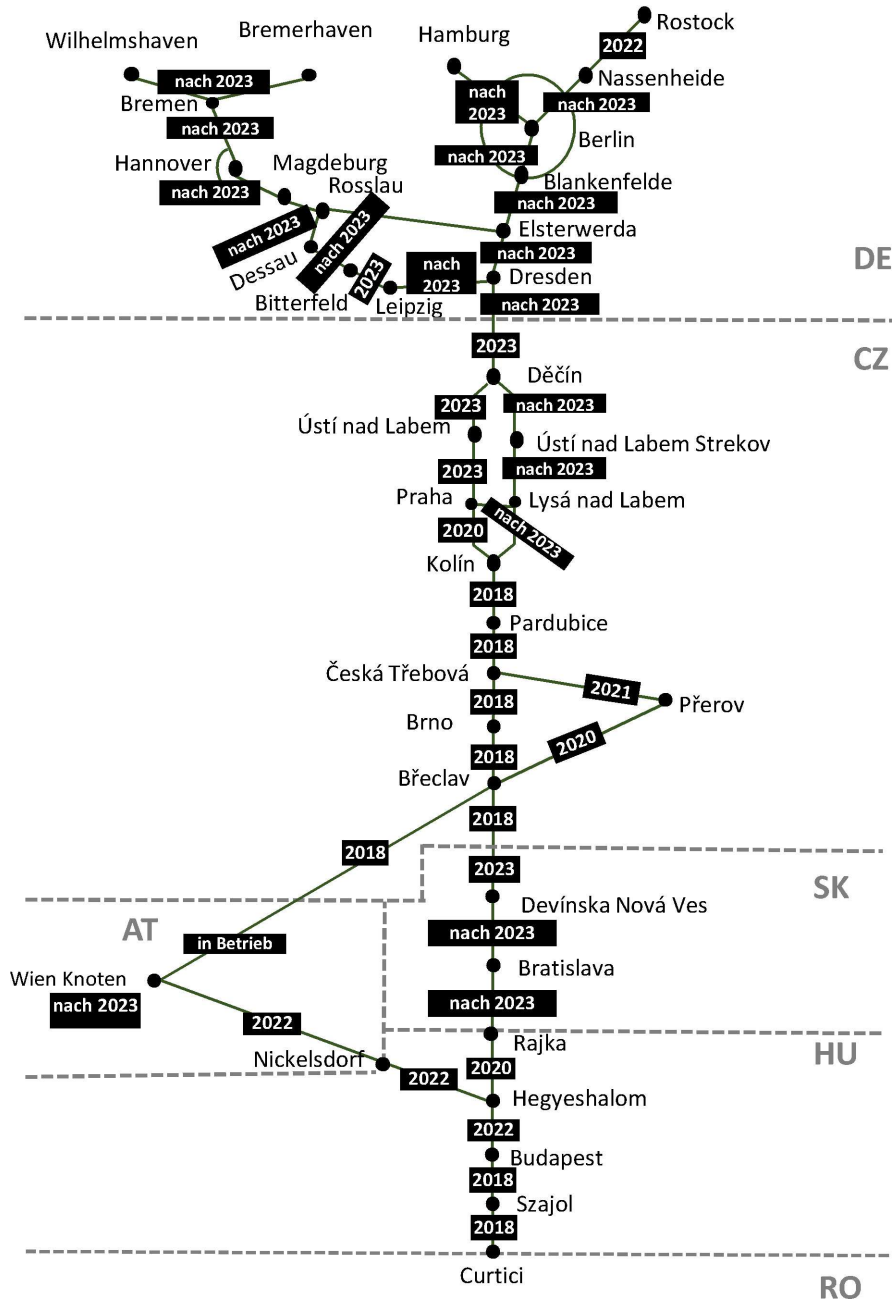 Rostock
Wilhelmshaven
Bremerhaven
Hamburg
2022
Nassenheide
nach 2023
nach
2023
nach 2023
Bremen
nach 2023
Berlin
nach 2023
Hannover
Magdeburg
nach 2023
Rosslau
Blankenfelde
nach 2023
Elsterwerda
nach 2023
nach 2023
nach 2023
Dessau
DE
nach
2023
2023
Dresden
Bitterfeld
Leipzig
nach 2023
2023
CZ
Děčín
2023
nach 2023
Ústí nad Labem
Ústí nad Labem Strekov
2023
nach 2023
Praha
Lysá nad Labem
2020
nach 2023
Kolín
2018
Pardubice
2018
Česká Třebová
2021
2018
Přerov
Brno
2020
2018
Břeclav
2018
2018
2023
SK
Devínska Nová Ves
AT
nach 2023
in Betrieb
Bratislava
Wien Knoten
nach 2023
nach 2023
2022
Rajka
HU
Nickelsdorf
2020
2022
Hegyeshalom
2022
Budapest
2018
Szajol
2018
Curtici
RO